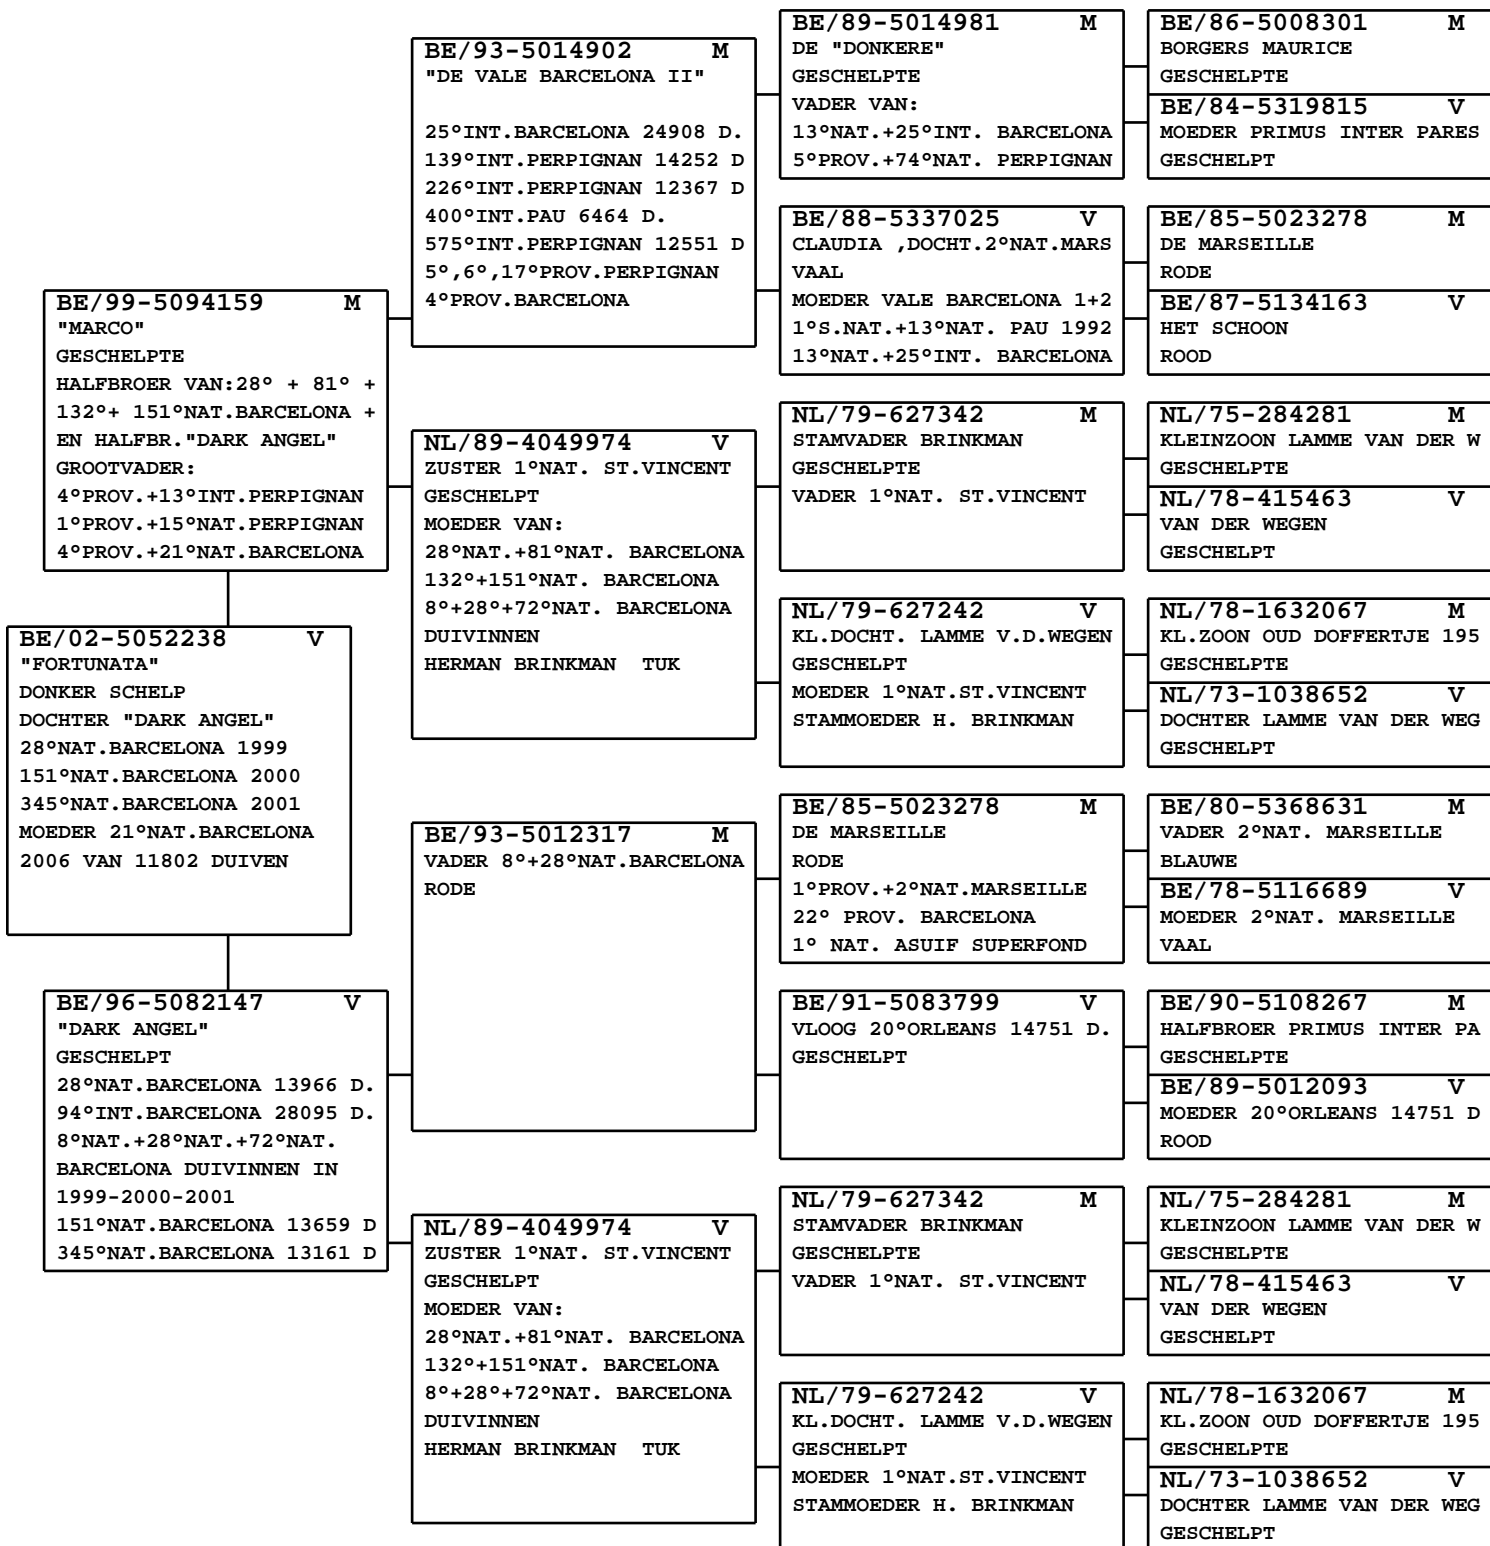 BE/02-5052238 V
"FORTUNATA"
DONKER SCHELP
DOCHTER "DARK ANGEL"
28°NAT.BARCELONA 1999
151°NAT.BARCELONA 2000
345°NAT.BARCELONA 2001
MOEDER 21°NAT.BARCELONA
2006 VAN 11802 DUIVEN
BE/99-5094159 M
"MARCO"
GESCHELPTE
HALFBROER VAN:28° + 81° +
132°+ 151°NAT.BARCELONA +
EN HALFBR."DARK ANGEL"
GROOTVADER:
4°PROV.+13°INT.PERPIGNAN
1°PROV.+15°NAT.PERPIGNAN
4°PROV.+21°NAT.BARCELONA
BE/96-5082147 V
"DARK ANGEL"
GESCHELPT
28°NAT.BARCELONA 13966 D.
94°INT.BARCELONA 28095 D.
8°NAT.+28°NAT.+72°NAT.
BARCELONA DUIVINNEN IN
1999-2000-2001
151°NAT.BARCELONA 13659 D
345°NAT.BARCELONA 13161 D
BE/93-5014902 M
"DE VALE BARCELONA II"
25°INT.BARCELONA 24908 D.
139°INT.PERPIGNAN 14252 D
226°INT.PERPIGNAN 12367 D
400°INT.PAU 6464 D.
575°INT.PERPIGNAN 12551 D
5°,6°,17°PROV.PERPIGNAN
4°PROV.BARCELONA
NL/89-4049974 V
ZUSTER 1°NAT. ST.VINCENT
GESCHELPT
MOEDER VAN:
28°NAT.+81°NAT. BARCELONA
132°+151°NAT. BARCELONA
8°+28°+72°NAT. BARCELONA
DUIVINNEN
HERMAN BRINKMAN TUK
BE/93-5012317 M
VADER 8°+28°NAT.BARCELONA
RODE
NL/89-4049974 V
ZUSTER 1°NAT. ST.VINCENT
GESCHELPT
MOEDER VAN:
28°NAT.+81°NAT. BARCELONA
132°+151°NAT. BARCELONA
8°+28°+72°NAT. BARCELONA
DUIVINNEN
HERMAN BRINKMAN TUK
BE/89-5014981 M
DE "DONKERE"
GESCHELPTE
VADER VAN:
13°NAT.+25°INT. BARCELONA
5°PROV.+74°NAT. PERPIGNAN
BE/88-5337025 V
CLAUDIA ,DOCHT.2°NAT.MARS
VAAL
MOEDER VALE BARCELONA 1+2
1°S.NAT.+13°NAT. PAU 1992
13°NAT.+25°INT. BARCELONA
NL/79-627342 M
STAMVADER BRINKMAN
GESCHELPTE
VADER 1°NAT. ST.VINCENT
NL/79-627242 V
KL.DOCHT. LAMME V.D.WEGEN
GESCHELPT
MOEDER 1°NAT.ST.VINCENT
STAMMOEDER H. BRINKMAN
BE/85-5023278 M
DE MARSEILLE
RODE
1°PROV.+2°NAT.MARSEILLE
22° PROV. BARCELONA
1° NAT. ASUIF SUPERFOND
BE/91-5083799 V
VLOOG 20°ORLEANS 14751 D.
GESCHELPT
NL/79-627342 M
STAMVADER BRINKMAN
GESCHELPTE
VADER 1°NAT. ST.VINCENT
NL/79-627242 V
KL.DOCHT. LAMME V.D.WEGEN
GESCHELPT
MOEDER 1°NAT.ST.VINCENT
STAMMOEDER H. BRINKMAN
BE/86-5008301 M
BORGERS MAURICE
GESCHELPTE
BE/84-5319815 V
MOEDER PRIMUS INTER PARES
GESCHELPT
BE/85-5023278 M
DE MARSEILLE
RODE
BE/87-5134163 V
HET SCHOON
ROOD
NL/75-284281 M
KLEINZOON LAMME VAN DER W
GESCHELPTE
NL/78-415463 V
VAN DER WEGEN
GESCHELPT
NL/78-1632067 M
KL.ZOON OUD DOFFERTJE 195
GESCHELPTE
NL/73-1038652 V
DOCHTER LAMME VAN DER WEG
GESCHELPT
BE/80-5368631 M
VADER 2°NAT. MARSEILLE
BLAUWE
BE/78-5116689 V
MOEDER 2°NAT. MARSEILLE
VAAL
BE/90-5108267 M
HALFBROER PRIMUS INTER PA
GESCHELPTE
BE/89-5012093 V
MOEDER 20°ORLEANS 14751 D
ROOD
NL/75-284281 M
KLEINZOON LAMME VAN DER W
GESCHELPTE
NL/78-415463 V
VAN DER WEGEN
GESCHELPT
NL/78-1632067 M
KL.ZOON OUD DOFFERTJE 195
GESCHELPTE
NL/73-1038652 V
DOCHTER LAMME VAN DER WEG
GESCHELPT